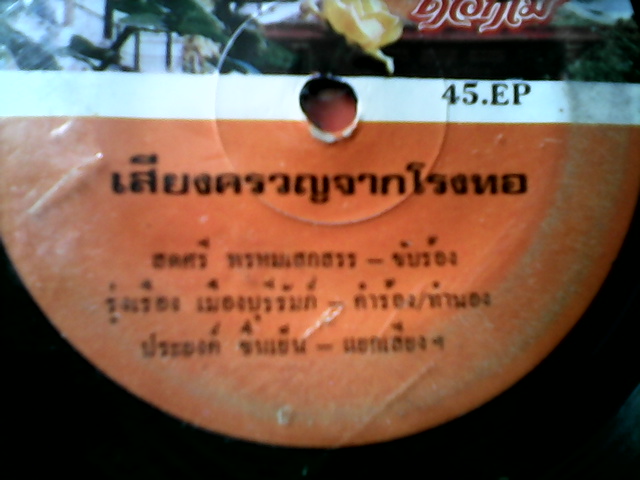 45.EP
เสียงครวญจากโรงทอ
สดศรี พรหมเสกสรร – ขับร้อง
รุ่งเรือง เมืองบุรีรัมภ์ – คำร้อง/ทำนอง
ประยงค์ ชื่นเย็น – แยกเสียงฯ